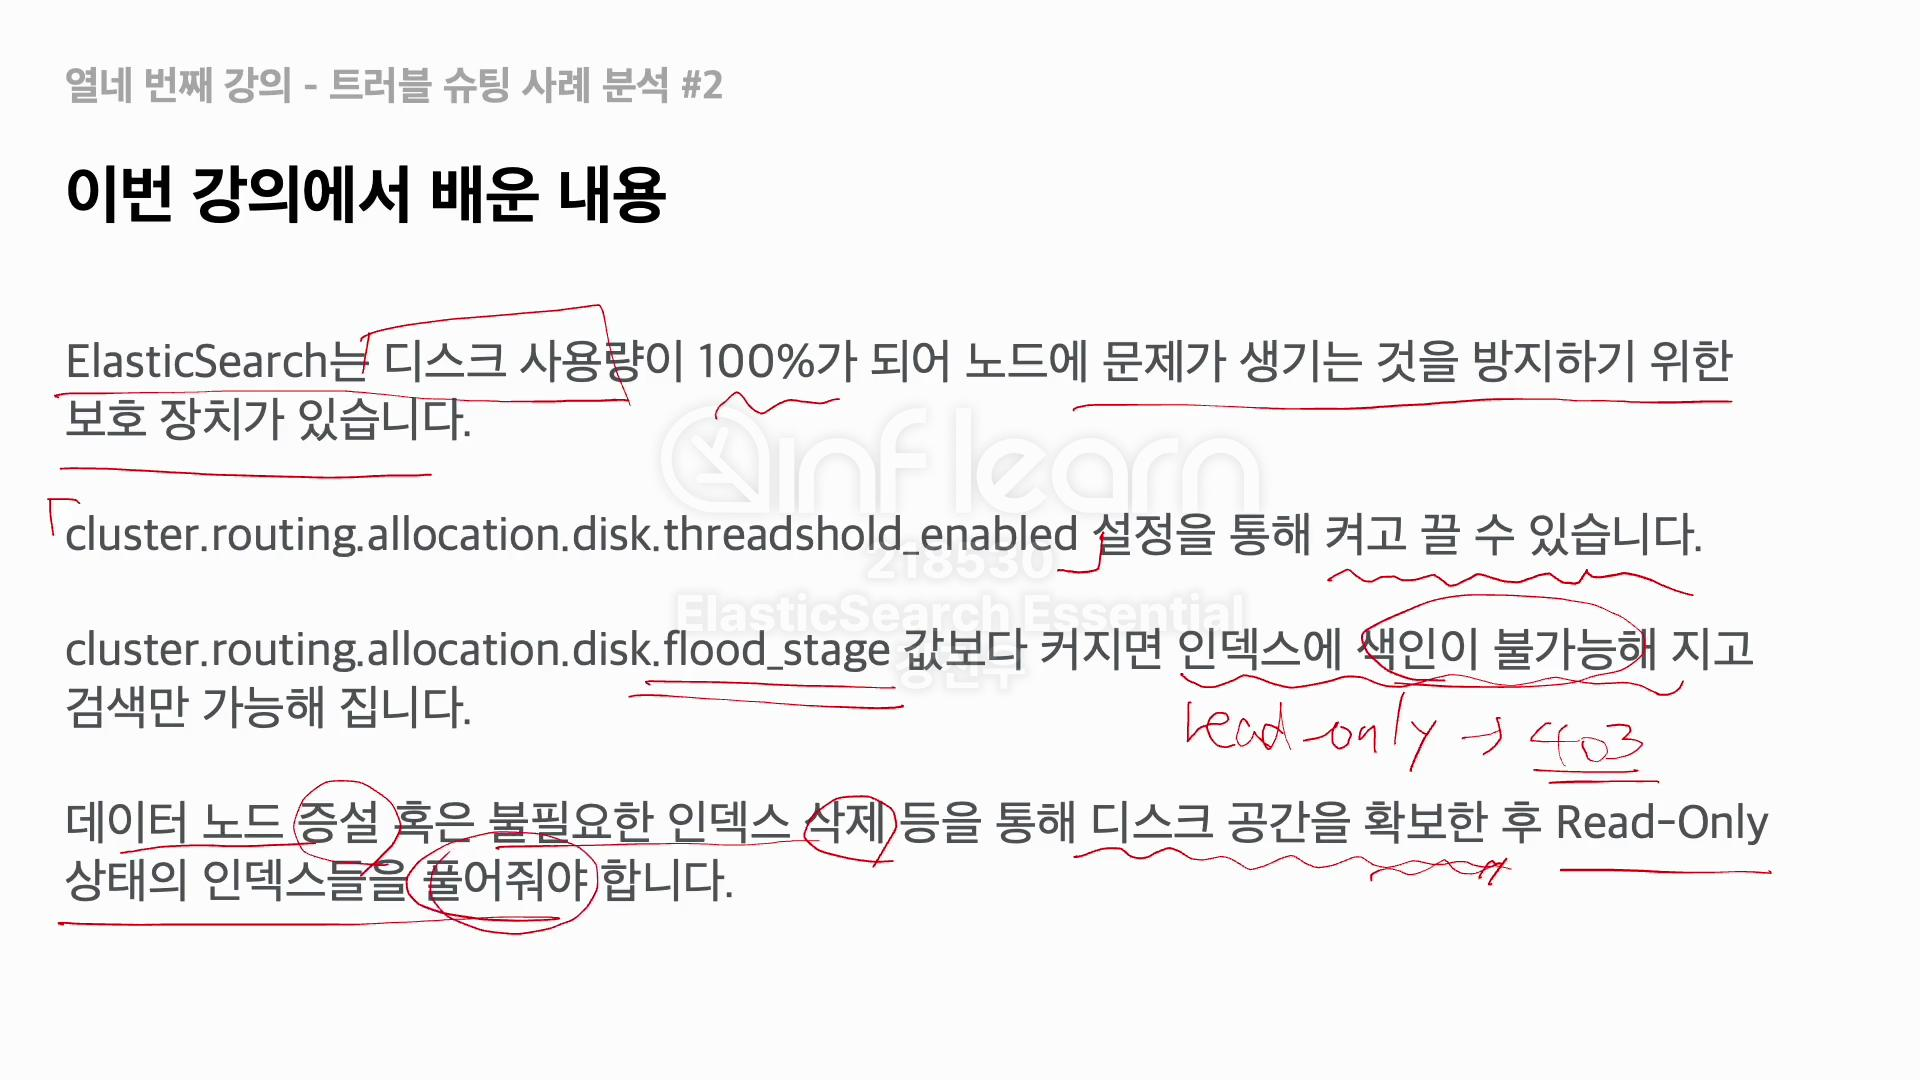 열네 번째 강의 - 트러블 슈팅 사례 분석 #2
이번 강의에서 배운 내용
ElasticSearch는 디스크 사용량이 100%가 되어 노드에 문제가 생기는 것을 방지하기 위한
보호 장치가 있습니다.
inflearn
cluster.routing.allocation.disk.threadshold_enabled 설정을 통해 켜고 끌 수 있습니다.
218530
ElasticSearch Essential
cluster.routing.allocation.disk.flood_stage 값보다 커지면 인덱스에 색인이 불가능해 지고
강진우
검색만 가능해 집니다.
read-only → 403
데이터 노드 증설 혹은 불필요한 인덱스 삭제 등을 통해 디스크 공간을 확보한 후 Read-Only
상태의 인덱스들을 풀어줘야 합니다.